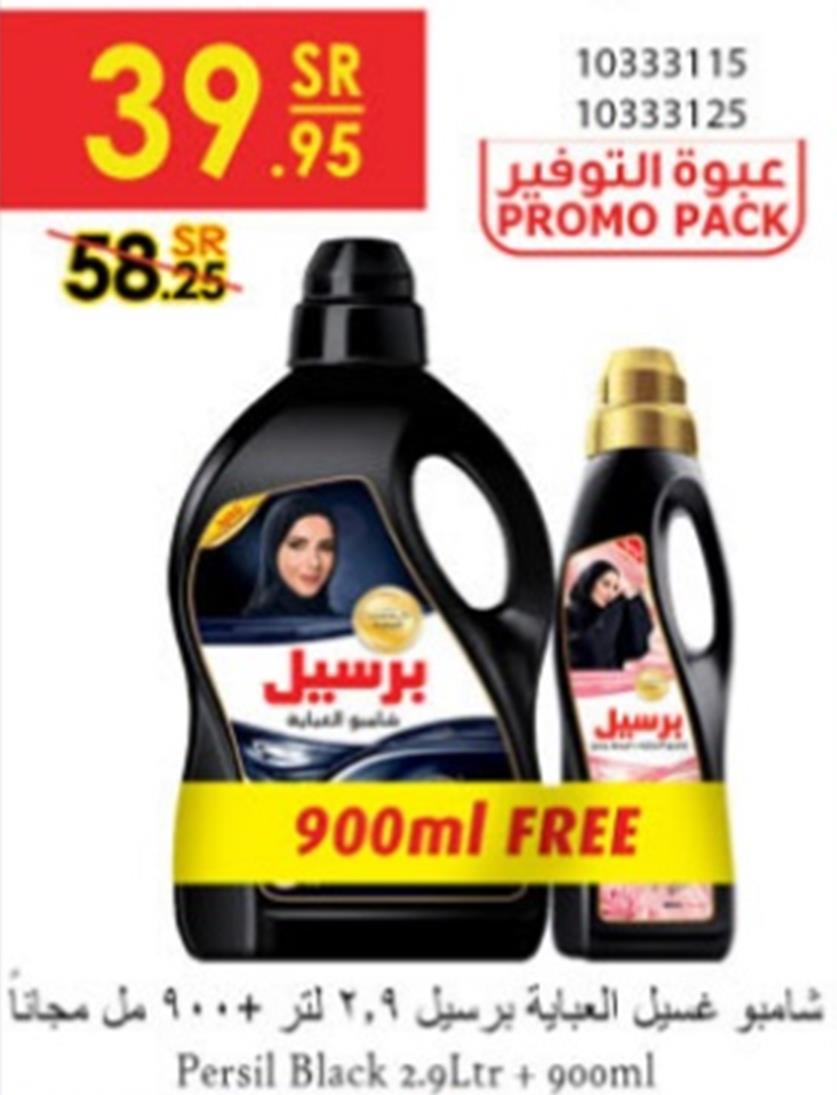 39.95 SR
58.25 SR
10333115
10333125
عبوة التوفير
PROMO PACK
برسيل
شامبو العباية
برسيل
900ml FREE
شامبو غسيل العباية برسيل ٢,٩ لتر +٩٠٠ مل مجاناً
Persil Black 2.9Ltr + 900ml